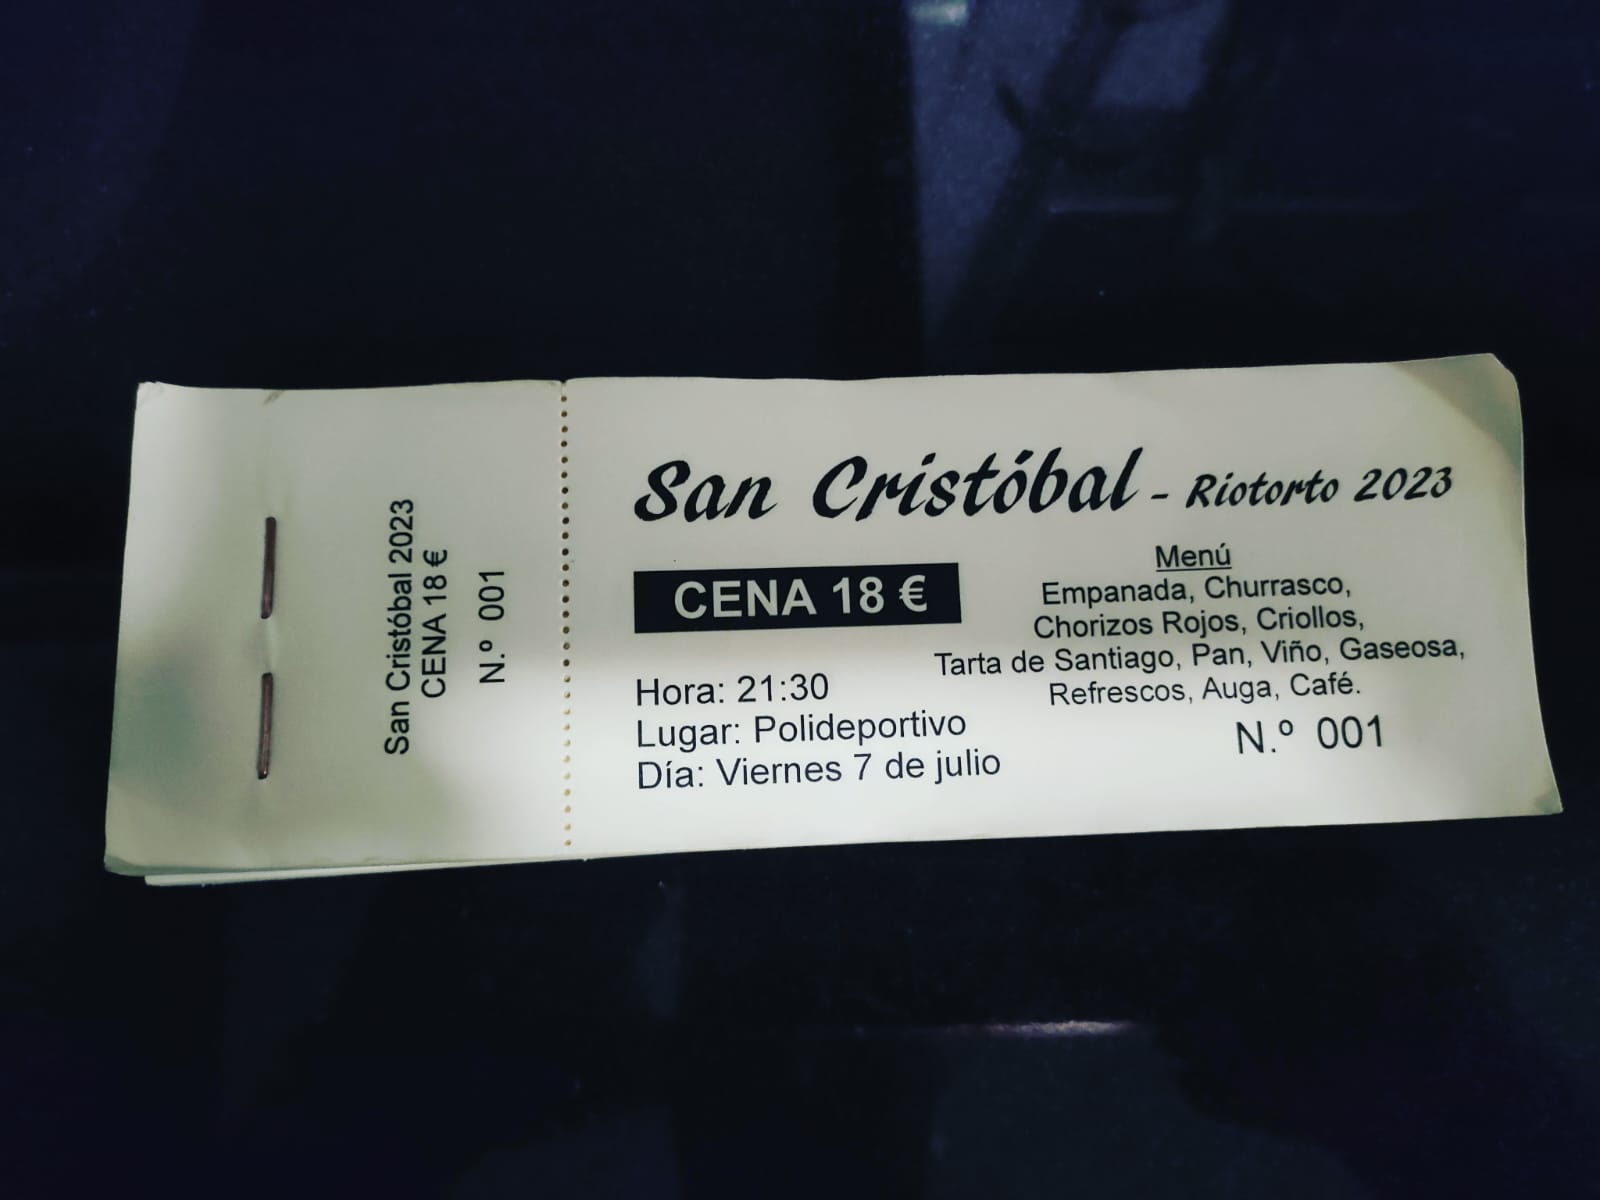 San Cristóbal 2023
CENA 18 €
N.º 001
San Cristóbal - Riotorto 2023
CENA 18 €
Hora: 21:30
Lugar: Polideportivo
Día: Viernes 7 de julio
Menú
Empanada, Churrasco,
Chorizos Rojos, Criollos,
Tarta de Santiago, Pan, Viño, Gaseosa,
Refrescos, Auga, Café.
N.º 001